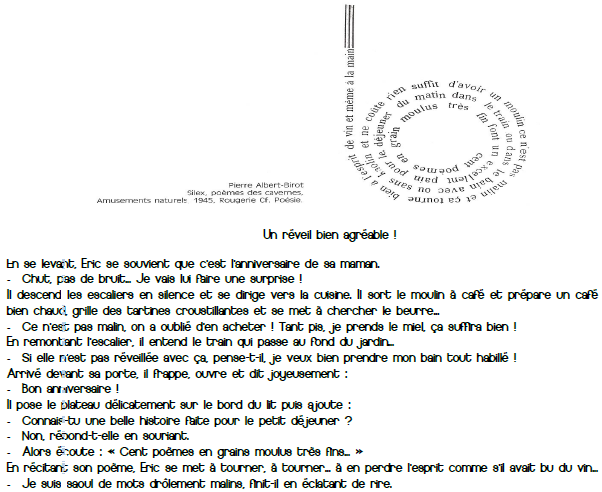 cent poèmes en grain moulus très fin font un excellent pain pour le déjeuner du matin dans le train ou dans le bain avec ou sans kaolin et ne coûte rien suffit d'avoir un moulin ce n'est pas malin et ça tourne bien à l'esprit de vin et même à la main
Pierre Albert-Birot
Silex, poèmes des cavernes,
Amusements naturels 1945, Rougerie Cf. Poésie.
Un réveil bien agréable !
En se levant, Eric se souvient que c'est l'anniversaire de sa maman.
- Chut, pas de bruit... Je vais lui faire une surprise !
Il descend les escaliers en silence et se dirige vers la cuisine. Il sort le moulin à café et prépare un café
bien chaud, grille des tartines croustillantes et se met à chercher le beurre...
- Ce n'est pas malin, on a oublié d'en acheter ! Tant pis, je prends le miel, ça suffira bien !
En remontant l'escalier, il entend le train qui passe au fond du jardin...
- Si elle n'est pas réveillée avec ça, pense-t-il, je veux bien prendre mon bain tout habillé !
Arrivé devant sa porte, il frappe, ouvre et dit joyeusement :
- Bon anniversaire !
Il pose le plateau délicatement sur le bord du lit puis ajoute :
- Connais-tu une belle histoire faite pour le petit déjeuner ?
- Non, répond-t-elle en souriant.
- Alors écoute : « Cent poèmes en grains moulus très fins... »
En récitant son poème, Eric se met à tourner, à tourner... à en perdre l'esprit comme s'il avait bu du vin...
- Je suis saoul de mots drôlement malins, finit-il en éclatant de rire.